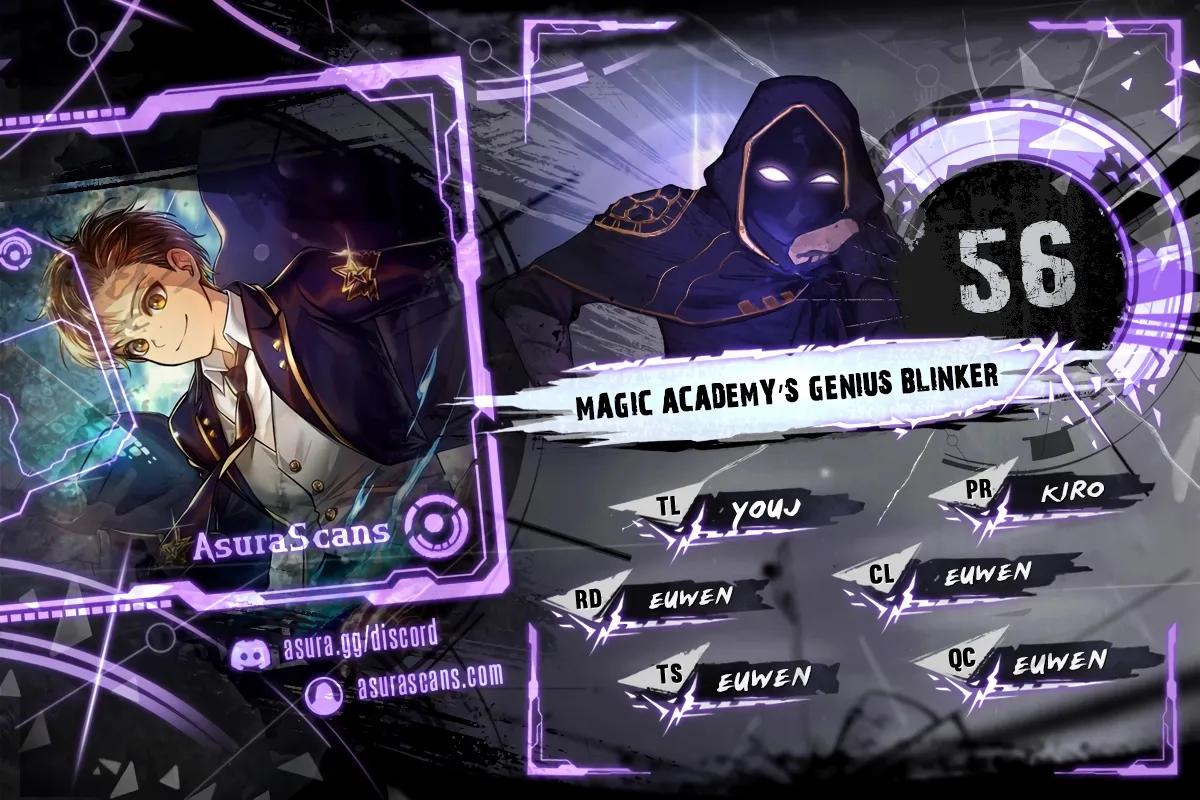 56
MAGIC ACADEMY'S GENIUS BLINKER
TL YOUJ
PR KIRO
RD EUWEN
CL EUWEN
TS EUWEN
QC EUWEN
AsuraScans
asura.gg/discord
asurascans.com